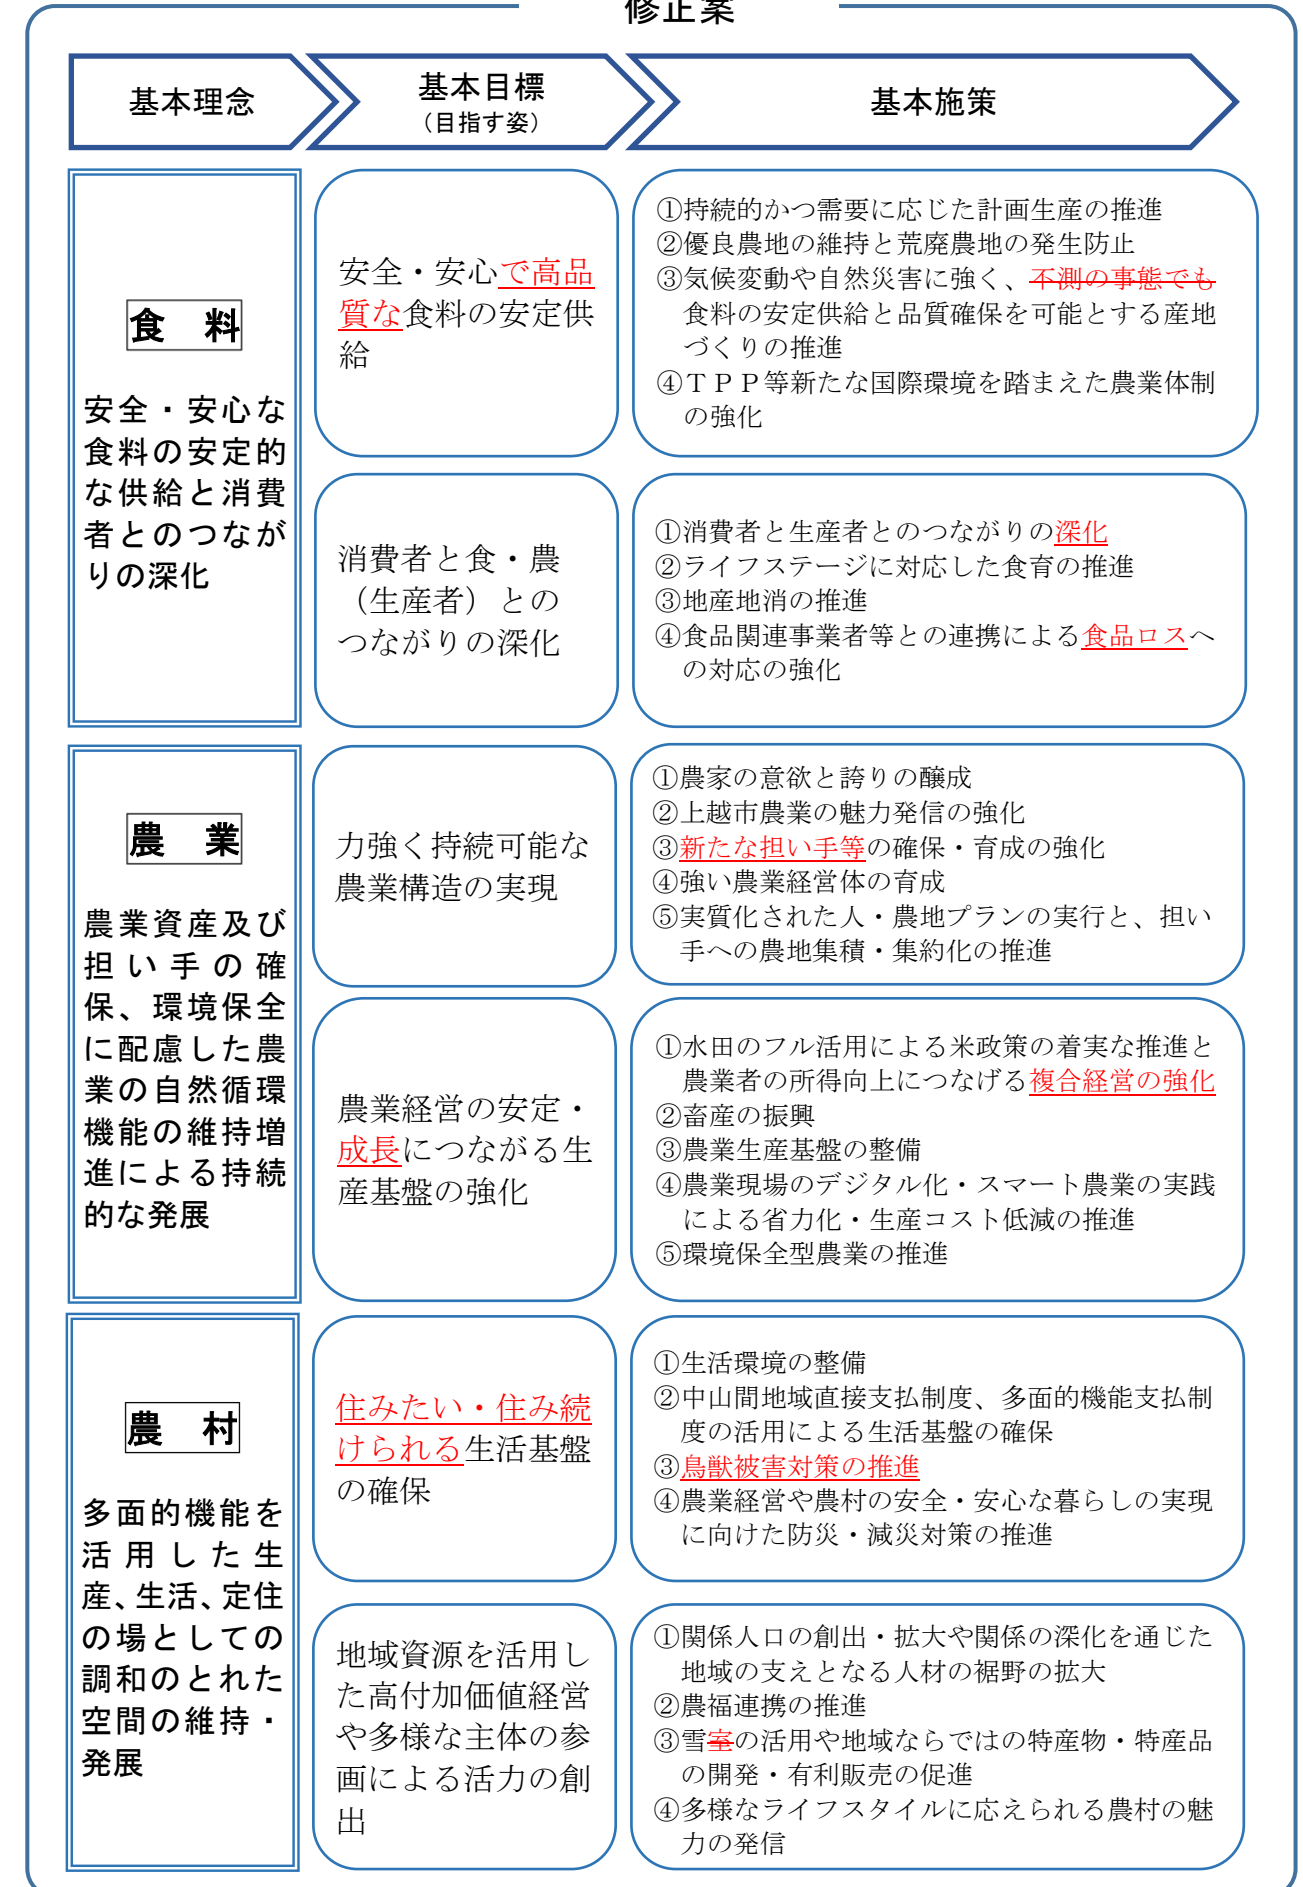 修正案
基本理念
基本目標
（目指す姿）
基本施策
食　料
安全・安心な
食料の安定的
な供給と消費
者とのつなが
りの深化
安全・安心で高品
質な食料の安定供
給
①持続的かつ需要に応じた計画生産の推進
②優良農地の維持と荒廃農地の発生防止
③気候変動や自然災害に強く、不測の事態でも
食料の安定供給と品質確保を可能とする産地
づくりの推進
④ＴＰＰ等新たな国際環境を踏まえた農業体制
の強化
消費者と食・農
（生産者）との
つながりの深化
①消費者と生産者とのつながりの深化
②ライフステージに対応した食育の推進
③地産地消の推進
④食品関連事業者等との連携による食品ロスへ
の対応の強化
農　業
農業資産及び
担い手の確
保、環境保全
に配慮した農
業の自然循環
機能の維持増
進による持続
的な発展
力強く持続可能な
農業構造の実現
①農家の意欲と誇りの醸成
②上越市農業の魅力発信の強化
③新たな担い手等の確保・育成の強化
④強い農業経営体の育成
⑤実質化された人・農地プランの実行と、担い
手への農地集積・集約化の推進
農業経営の安定・
成長につながる生
産基盤の強化
①水田のフル活用による米政策の着実な推進と
農業者の所得向上につなげる複合経営の強化
②畜産の振興
③農業生産基盤の整備
④農業現場のデジタル化・スマート農業の実践
による省力化・生産コスト低減の推進
⑤環境保全型農業の推進
農　村
多面的機能を
活用した生
産、生活、定住
の場としての
調和のとれた
空間の維持・
発展
住みたい・住み続
けられる生活基盤
の確保
①生活環境の整備
②中山間地域直接支払制度、多面的機能支払制
度の活用による生活基盤の確保
③鳥獣被害対策の推進
④農業経営や農村の安全・安心な暮らしの実現
に向けた防災・減災対策の推進
地域資源を活用し
た高付加価値経営
や多様な主体の参
画による活力の創
出
①関係人口の創出・拡大や関係の深化を通じた
地域の支えとなる人材の裾野の拡大
②農福連携の推進
③雪室の活用や地域ならではの特産物・特産品
の開発・有利販売の促進
④多様なライフスタイルに応えられる農村の魅
力の発信